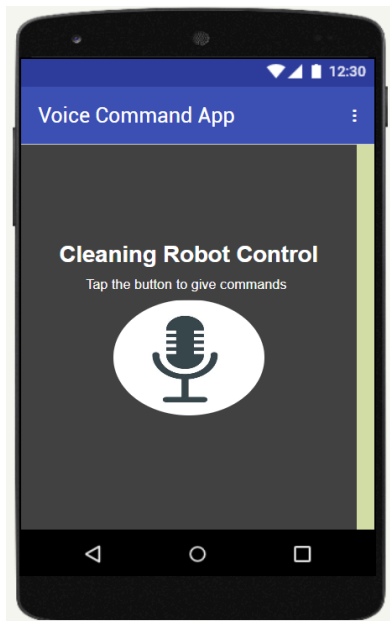 12:30
Voice Command App
Cleaning Robot Control
Tap the button to give commands